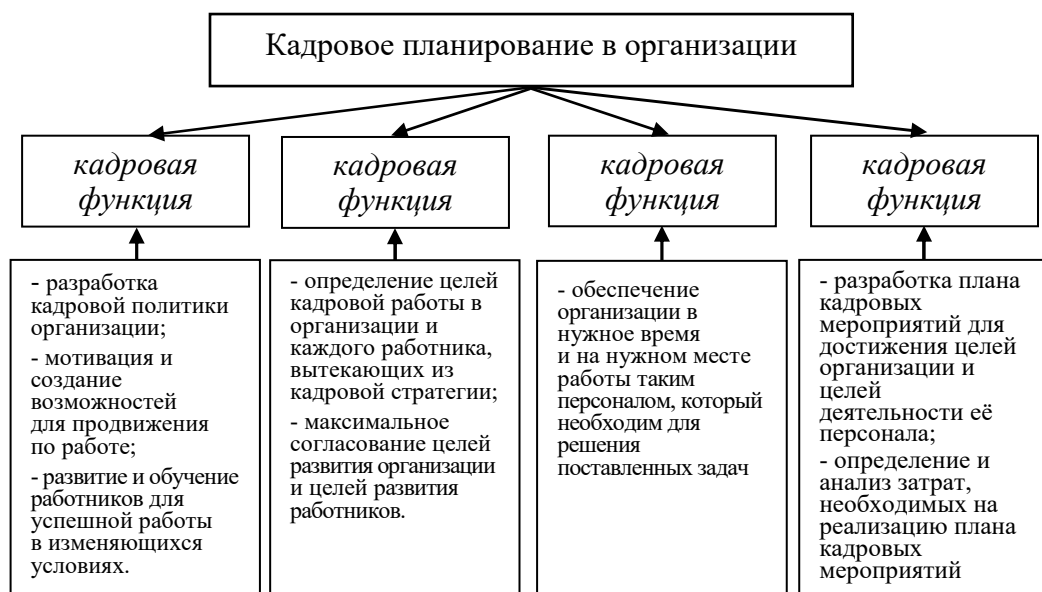 Кадровое планирование в организации
кадровая
функция
кадровая
функция
кадровая
функция
кадровая
функция
- разработка
кадровой политики
организации;
- мотивация и
создание
возможностей
для продвижения
по работе;
- развитие и обучение
работников для
успешной работы
в изменяющихся
условиях.
- определение целей
кадровой работы в
организации и
каждого работника,
вытекающих из
кадровой стратегии;
- максимальное
согласование целей
развития организации
и целей развития
работников.
- обеспечение
организации в
нужное время
и на нужном месте
работы таким
персоналом, который
необходим для
решения
поставленных задач
- разработка плана
кадровых
мероприятий для
достижения целей
организации и
целей
деятельности её
персонала;
- определение и
анализ затрат,
необходимых на
реализацию плана
кадровых
мероприятий